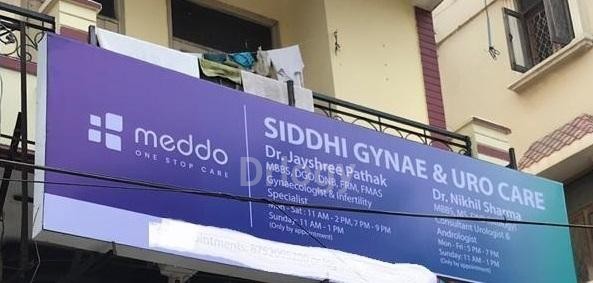 meddo
ONE STOP CARE
SIDDHI GYNAE & URO CARE
Dr. Jayshree Pathak
MBBS, DGO, DNB, FRM, FMAS
Gynaecologist & Infertility
Specialist
Mon - Sat: 11 AM - 2 PM, 7 PM - 9 PM
Sunday: 11 AM - 1 PM
(Only by appointment)
Dr. Nikhil Sharma
MBBS, MS,
Consultant Urologist &
Andrologist
Mon - Fri : 5 PM - 7 PM
Sunday: 11 AM - 1 PM
(Only by appointment)